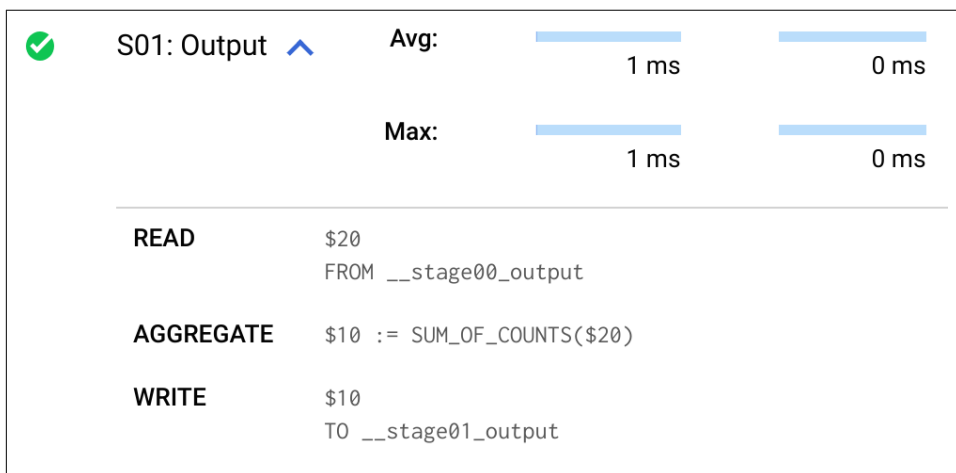 S01: Output Avg:
1 ms 0 ms
Max:
1 ms 0 ms
READ $20
FROM __stage00_output
AGGREGATE $10 := SUM_OF_COUNTS($20)
WRITE $10
TO __stage01_output